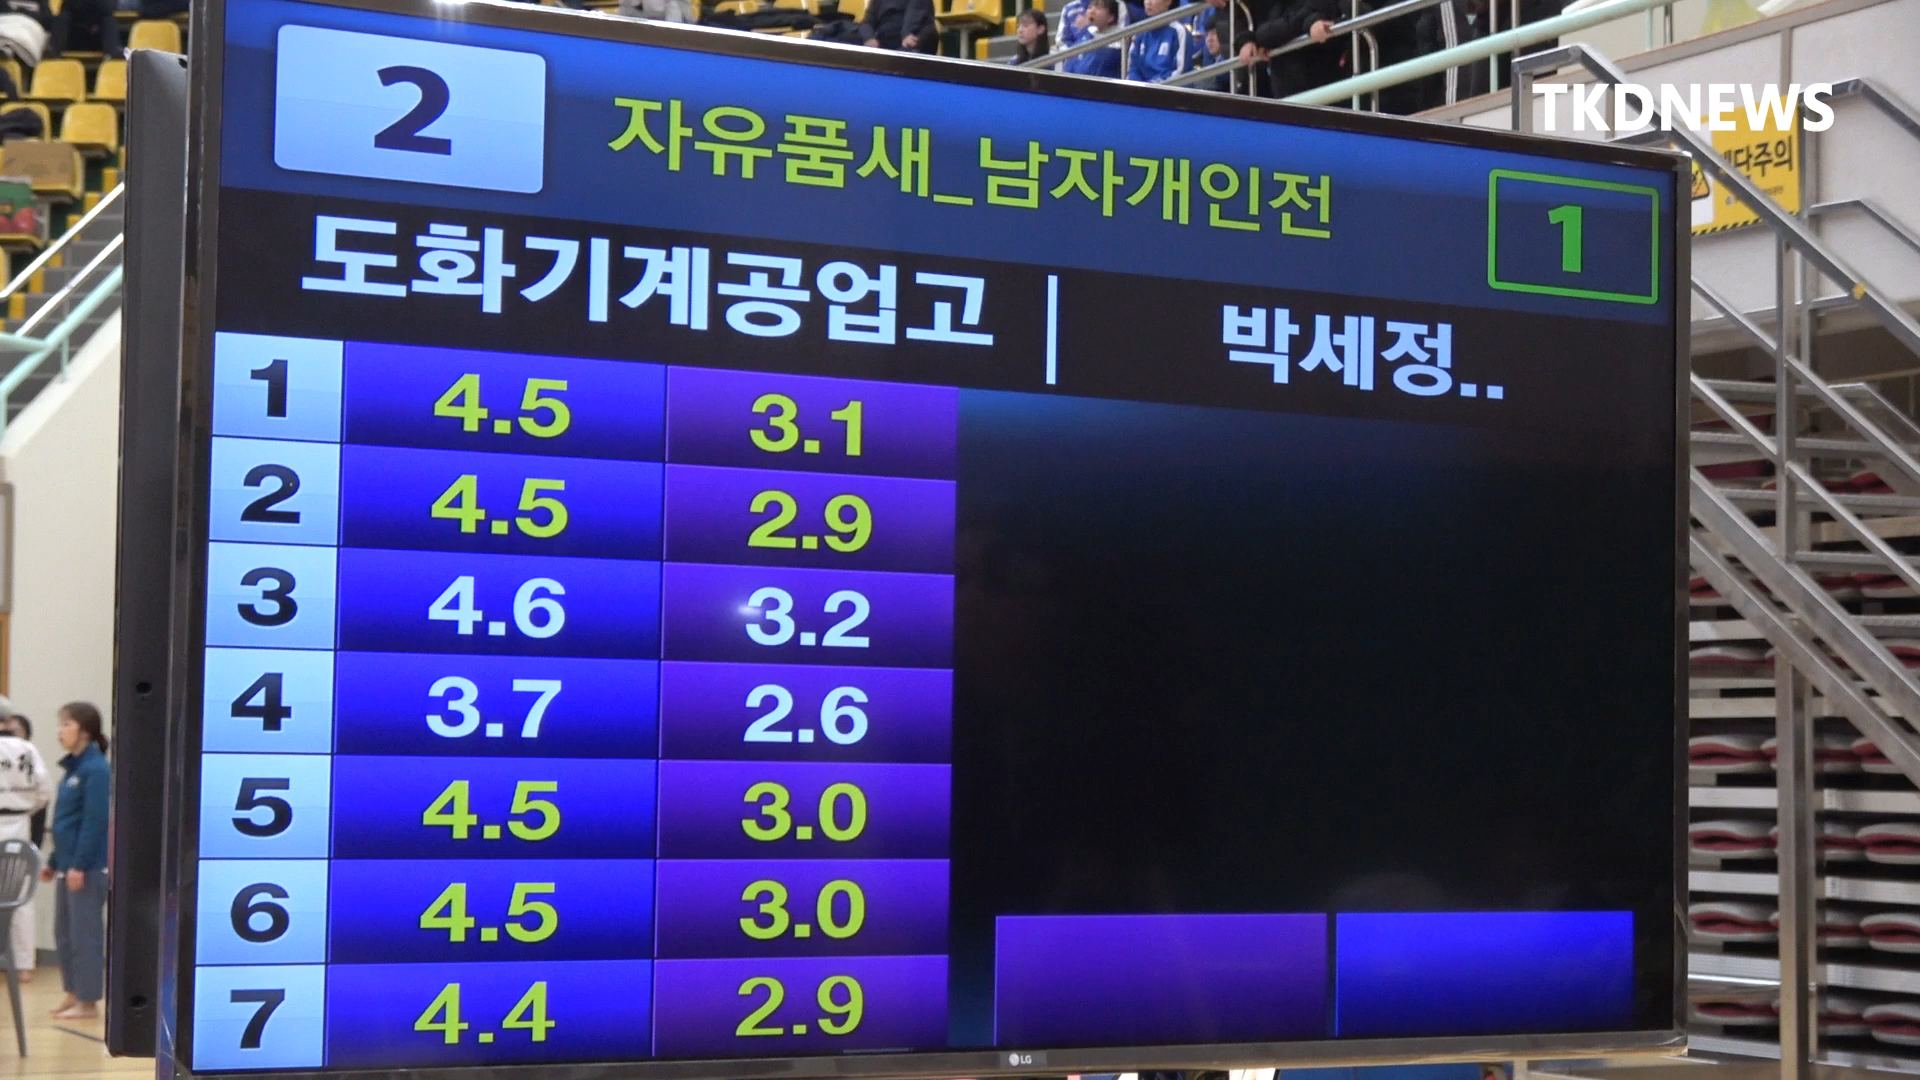 TKDNEWS
2 자유품새_남자개인전 1
도화기계공업고 | 박세정..
1 4.5 3.1
2 4.5 2.9
3 4.6 3.2
4 3.7 2.6
5 4.5 3.0
6 4.5 3.0
7 4.4 2.9
LG